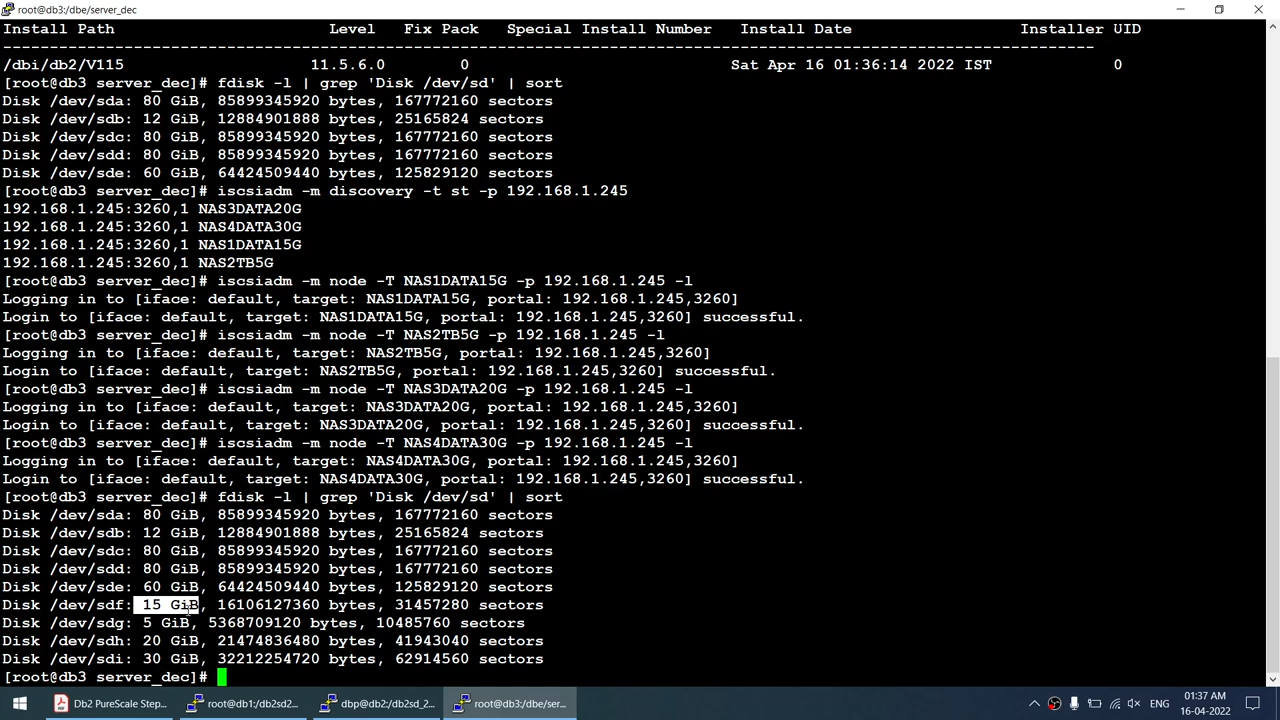 root@db3:/dbe/server_dec
Install Path Level Fix Pack Special Install Number Install Date Installer UID
---------------------------------------------------------------------------------------------------------------------
/dbi/db2/V115 11.5.6.0 0 Sat Apr 16 01:36:14 2022 IST 0
[root@db3 server_dec]# fdisk -l | grep 'Disk /dev/sd' | sort
Disk /dev/sda: 80 GiB, 85899345920 bytes, 167772160 sectors
Disk /dev/sdb: 12 GiB, 12884901888 bytes, 25165824 sectors
Disk /dev/sdc: 80 GiB, 85899345920 bytes, 167772160 sectors
Disk /dev/sdd: 80 GiB, 85899345920 bytes, 167772160 sectors
Disk /dev/sde: 60 GiB, 64424509440 bytes, 125829120 sectors
[root@db3 server_dec]# iscsiadm -m discovery -t st -p 192.168.1.245
192.168.1.245:3260,1 NAS3DATA20G
192.168.1.245:3260,1 NAS4DATA30G
192.168.1.245:3260,1 NAS1DATA15G
192.168.1.245:3260,1 NAS2TB5G
[root@db3 server_dec]# iscsiadm -m node -T NAS1DATA15G -p 192.168.1.245 -l
Logging in to [iface: default, target: NAS1DATA15G, portal: 192.168.1.245,3260]
Login to [iface: default, target: NAS1DATA15G, portal: 192.168.1.245,3260] successful.
[root@db3 server_dec]# iscsiadm -m node -T NAS2TB5G -p 192.168.1.245 -l
Logging in to [iface: default, target: NAS2TB5G, portal: 192.168.1.245,3260]
Login to [iface: default, target: NAS2TB5G, portal: 192.168.1.245,3260] successful.
[root@db3 server_dec]# iscsiadm -m node -T NAS3DATA20G -p 192.168.1.245 -l
Logging in to [iface: default, target: NAS3DATA20G, portal: 192.168.1.245,3260]
Login to [iface: default, target: NAS3DATA20G, portal: 192.168.1.245,3260] successful.
[root@db3 server_dec]# iscsiadm -m node -T NAS4DATA30G -p 192.168.1.245 -l
Logging in to [iface: default, target: NAS4DATA30G, portal: 192.168.1.245,3260]
Login to [iface: default, target: NAS4DATA30G, portal: 192.168.1.245,3260] successful.
[root@db3 server_dec]# fdisk -l | grep 'Disk /dev/sd' | sort
Disk /dev/sda: 80 GiB, 85899345920 bytes, 167772160 sectors
Disk /dev/sdb: 12 GiB, 12884901888 bytes, 25165824 sectors
Disk /dev/sdc: 80 GiB, 85899345920 bytes, 167772160 sectors
Disk /dev/sdd: 80 GiB, 85899345920 bytes, 167772160 sectors
Disk /dev/sde: 60 GiB, 64424509440 bytes, 125829120 sectors
Disk /dev/sdf: 15 GiB, 16106127360 bytes, 31457280 sectors
Disk /dev/sdg: 5 GiB, 5368709120 bytes, 10485760 sectors
Disk /dev/sdh: 20 GiB, 21474836480 bytes, 41943040 sectors
Disk /dev/sdi: 30 GiB, 32212254720 bytes, 62914560 sectors
[root@db3 server_dec]#
Db2 PureScale Step... root@db1:/db2sd2... dbp@db2:/db2sd_2... root@db3:/dbe/ser... ENG 01:37 AM
16-04-2022